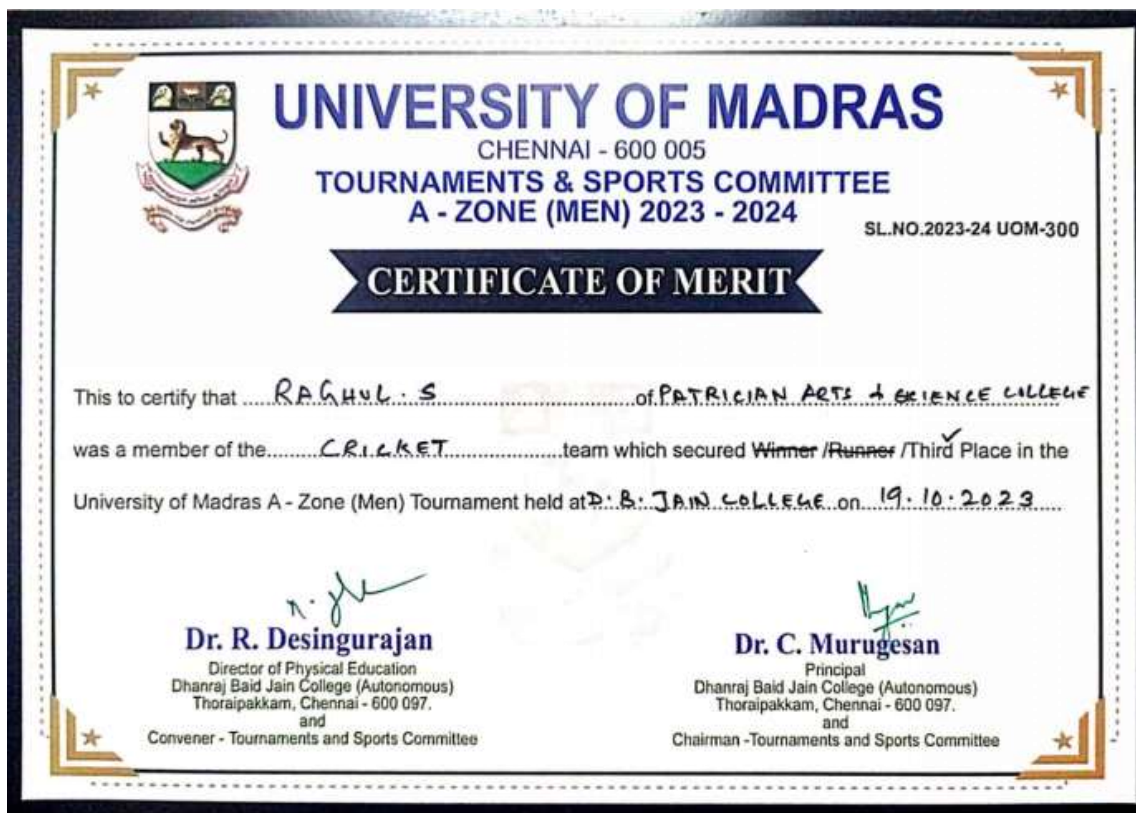 UNIVERSITY OF MADRAS
CHENNAI - 600 005
TOURNAMENTS & SPORTS COMMITTEE
A - ZONE (MEN) 2023 - 2024
SL.NO.2023-24 UOM-300
CERTIFICATE OF MERIT
This to certify that RAGHUL . S of PATRICIAN ARTS & SCIENCE COLLEGE
was a member of the CRICKET team which secured Winner /Runner /Third Place in the
University of Madras A - Zone (Men) Tournament held at D. B. JAIN COLLEGE on 19.10.2023
Dr. R. Desingurajan
Director of Physical Education
Dhanraj Baid Jain College (Autonomous)
Thoraipakkam, Chennai - 600 097.
and
Convener - Tournaments and Sports Committee
Dr. C. Murugesan
Principal
Dhanraj Baid Jain College (Autonomous)
Thoraipakkam, Chennai - 600 097.
and
Chairman -Tournaments and Sports Committee